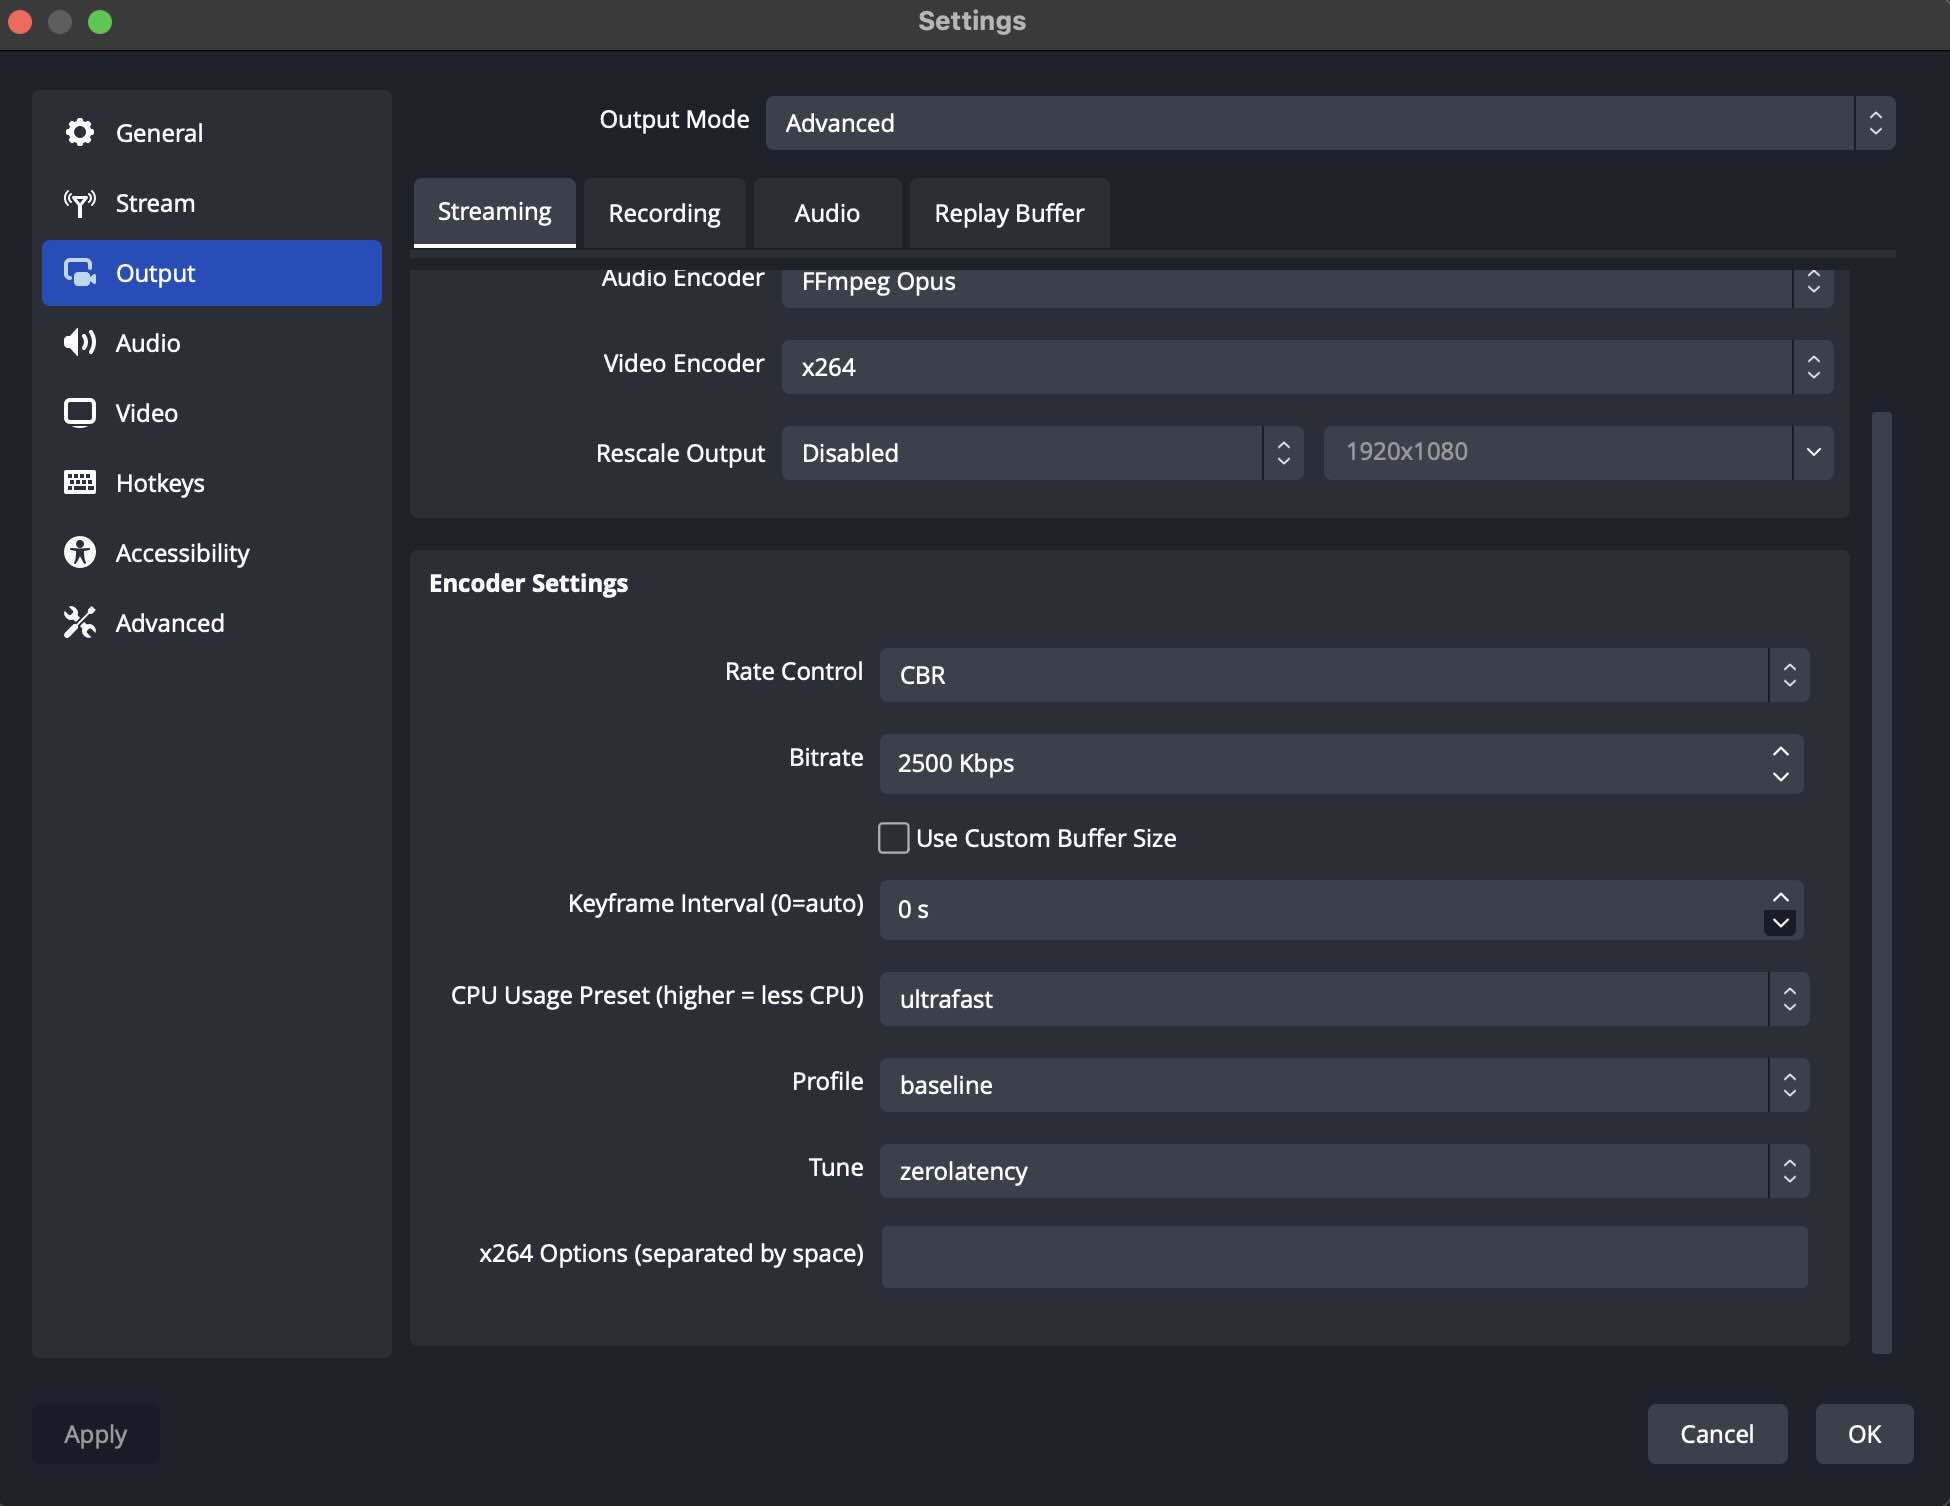 Settings
General
Stream
Output
Audio
Video
Hotkeys
Accessibility
Advanced
Output Mode Advanced
Streaming Recording Audio Replay Buffer
Audio Encoder FFmpeg Opus
Video Encoder x264
Rescale Output Disabled 1920x1080
Encoder Settings
Rate Control CBR
Bitrate 2500 Kbps
Use Custom Buffer Size
Keyframe Interval (0=auto) 0 s
CPU Usage Preset (higher = less CPU) ultrafast
Profile baseline
Tune zerolatency
x264 Options (separated by space)
Apply Cancel OK